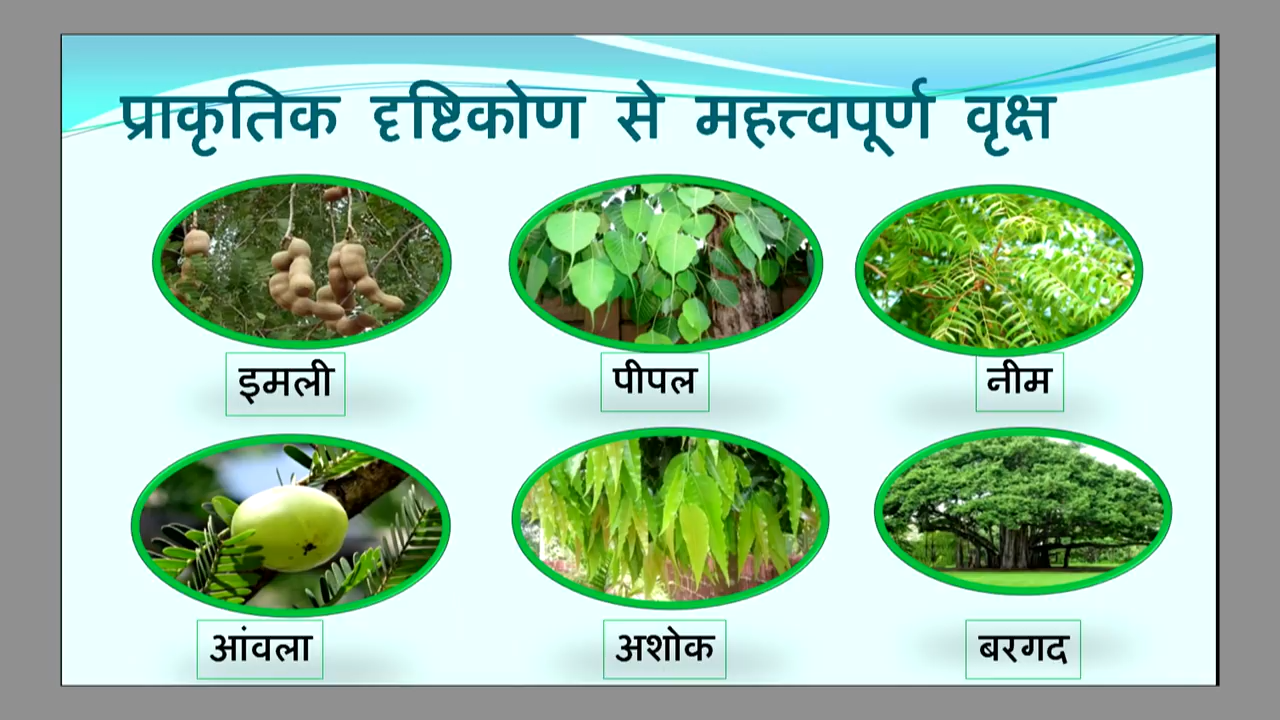 प्राकृतिक दृष्टिकोण से महत्त्वपूर्ण वृक्ष
इमली
पीपल
नीम
आंवला
अशोक
बरगद